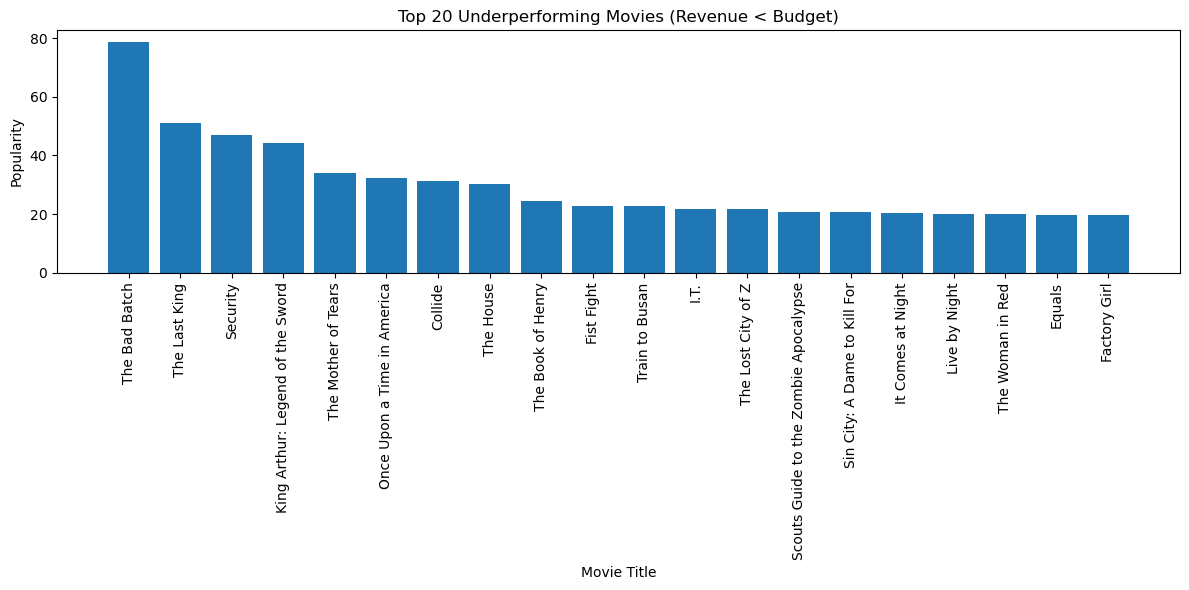 Top 20 Underperforming Movies (Revenue < Budget)
Popularity
80
60
40
20
0
The Bad Batch
The Last King
Security
King Arthur: Legend of the Sword
The Mother of Tears
Once Upon a Time in America
Collide
The House
The Book of Henry
Fist Fight
Train to Busan
I.T.
The Lost City of Z
Scouts Guide to the Zombie Apocalypse
Sin City: A Dame to Kill For
It Comes at Night
Live by Night
The Woman in Red
Equals
Factory Girl
Movie Title